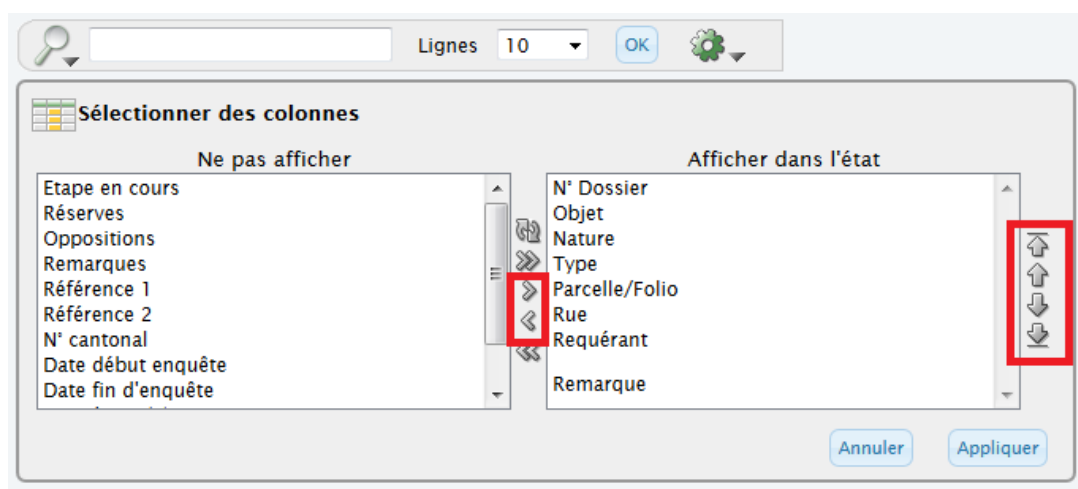 Lignes 10 OK
Sélectionner des colonnes
Ne pas afficher
Afficher dans l'état
Etape en cours
Réserves
Oppositions
Remarques
Référence 1
Référence 2
N° cantonal
Date début enquête
Date fin d'enquête
N° Dossier
Objet
Nature
Type
Parcelle/Folio
Rue
Requérant
Remarque
Annuler
Appliquer